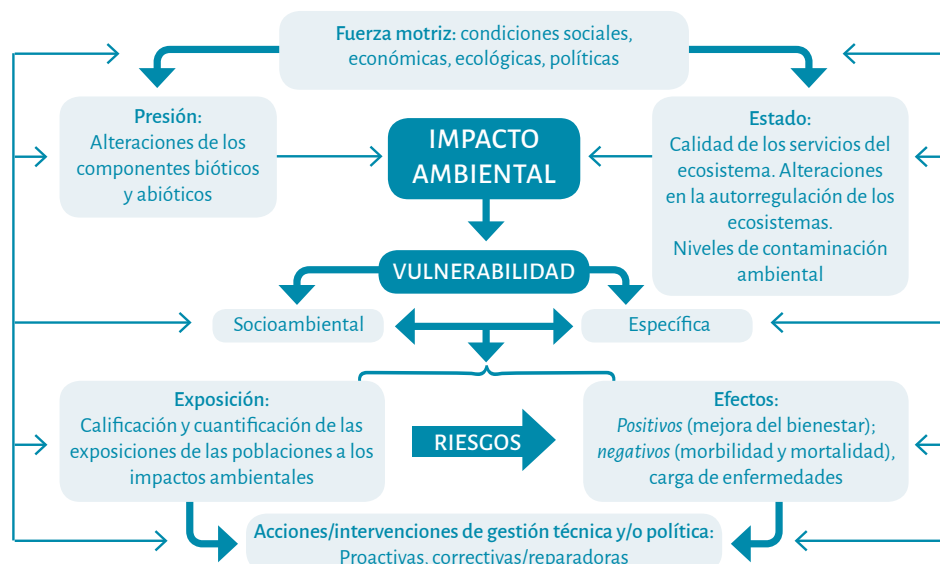 Fuerza motriz: condiciones sociales,
económicas, ecológicas, políticas
Presión:
Alteraciones de los
componentes bióticos
y abióticos
IMPACTO
AMBIENTAL
Estado:
Calidad de los servicios del
ecosistema. Alteraciones
en la autorregulación de los
ecosistemas.
Niveles de contaminación
ambiental
VULNERABILIDAD
Socioambiental
Específica
Exposición:
Calificación y cuantificación de las
exposiciones de las poblaciones a los
impactos ambientales
RIESGOS
Efectos:
Positivos (mejora del bienestar);
negativos (morbilidad y mortalidad),
carga de enfermedades
Acciones/intervenciones de gestión técnica y/o política:
Proactivas, correctivas/reparadoras